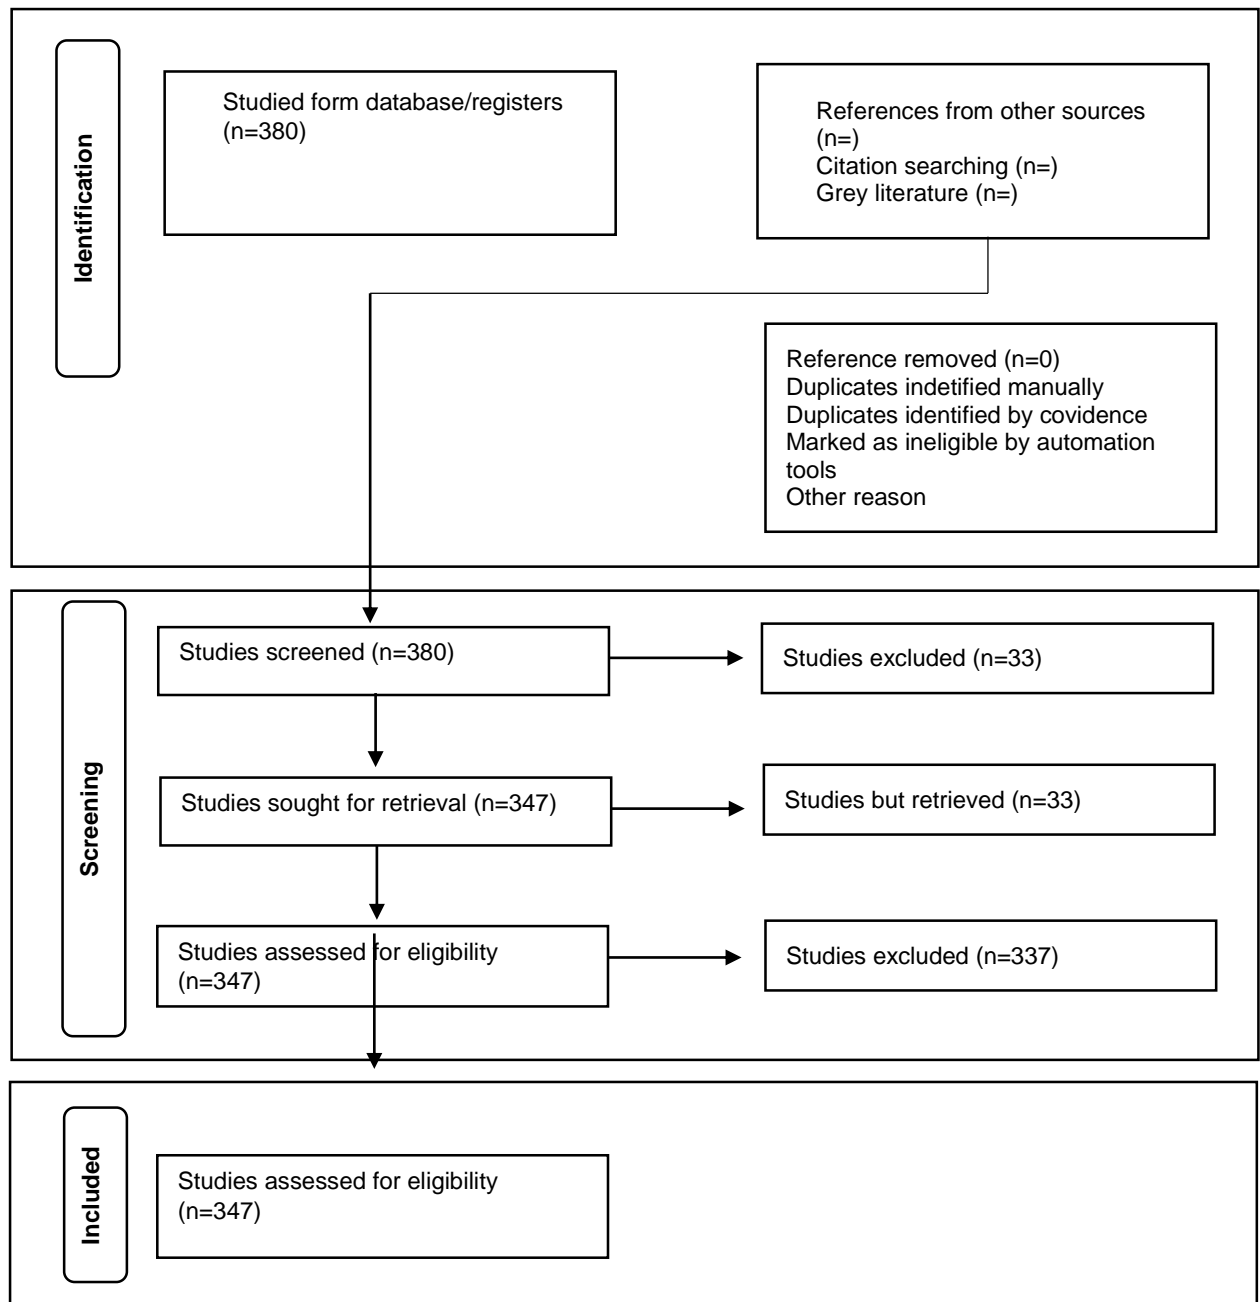 Identification
Studied form database/registers
(n=380)
References from other sources
(n=)
Citation searching (n=)
Grey literature (n=)
Reference removed (n=0)
Duplicates indetified manually
Duplicates identified by covidence
Marked as ineligible by automation
tools
Other reason
Screening
Studies screened (n=380)
Studies excluded (n=33)
Studies sought for retrieval (n=347)
Studies but retrieved (n=33)
Studies assessed for eligibility
(n=347)
Studies excluded (n=337)
Included
Studies assessed for eligibility
(n=347)